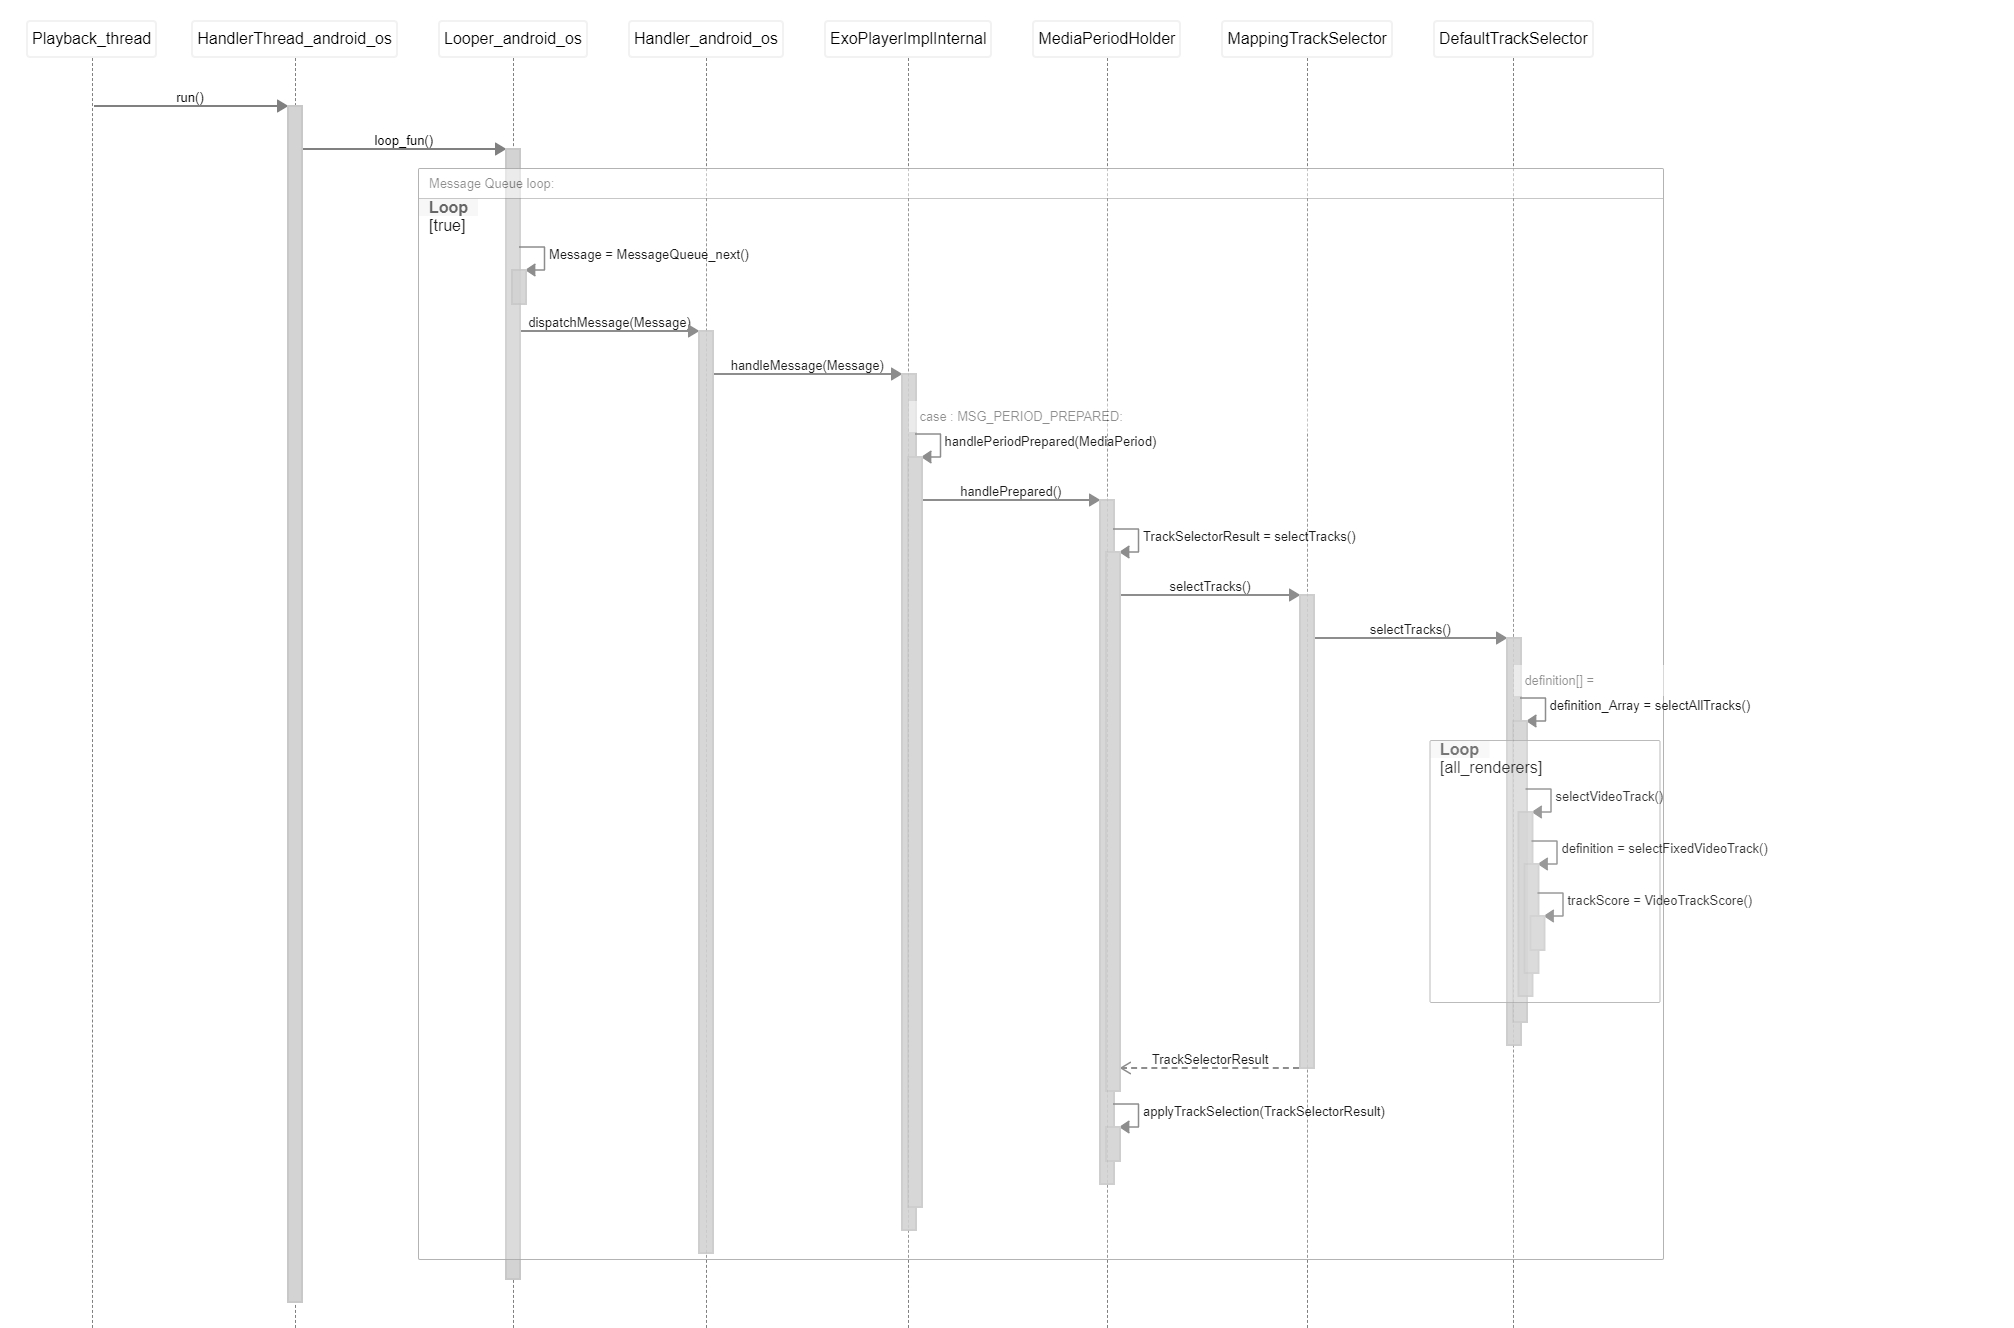 Playback_thread
HandlerThread_android_os
Looper_android_os
Handler_android_os
ExoPlayerImplInternal
MediaPeriodHolder
MappingTrackSelector
DefaultTrackSelector
run()
loop_fun()
Message Queue loop:
Loop
[true]
Message = MessageQueue_next()
dispatchMessage(Message)
handleMessage(Message)
case : MSG_PERIOD_PREPARED:
handlePeriodPrepared(MediaPeriod)
handlePrepared()
TrackSelectorResult = selectTracks()
selectTracks()
selectTracks()
definition[] =
definition_Array = selectAllTracks()
Loop
[all_renderers]
selectVideoTrack()
definition = selectFixedVideoTrack()
trackScore = VideoTrackScore()
TrackSelectorResult
applyTrackSelection(TrackSelectorResult)